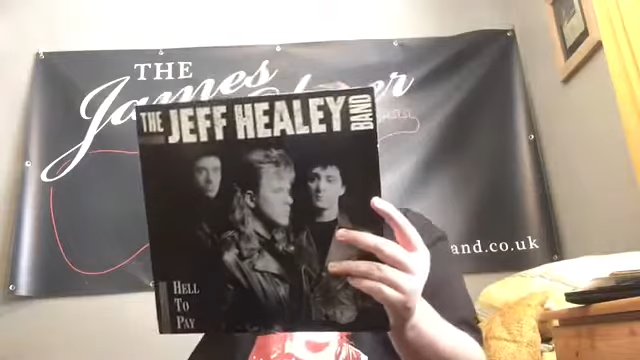 THE
James
THE JEFF HEALEY BAND
HELL
TO
PAY
and.co.uk